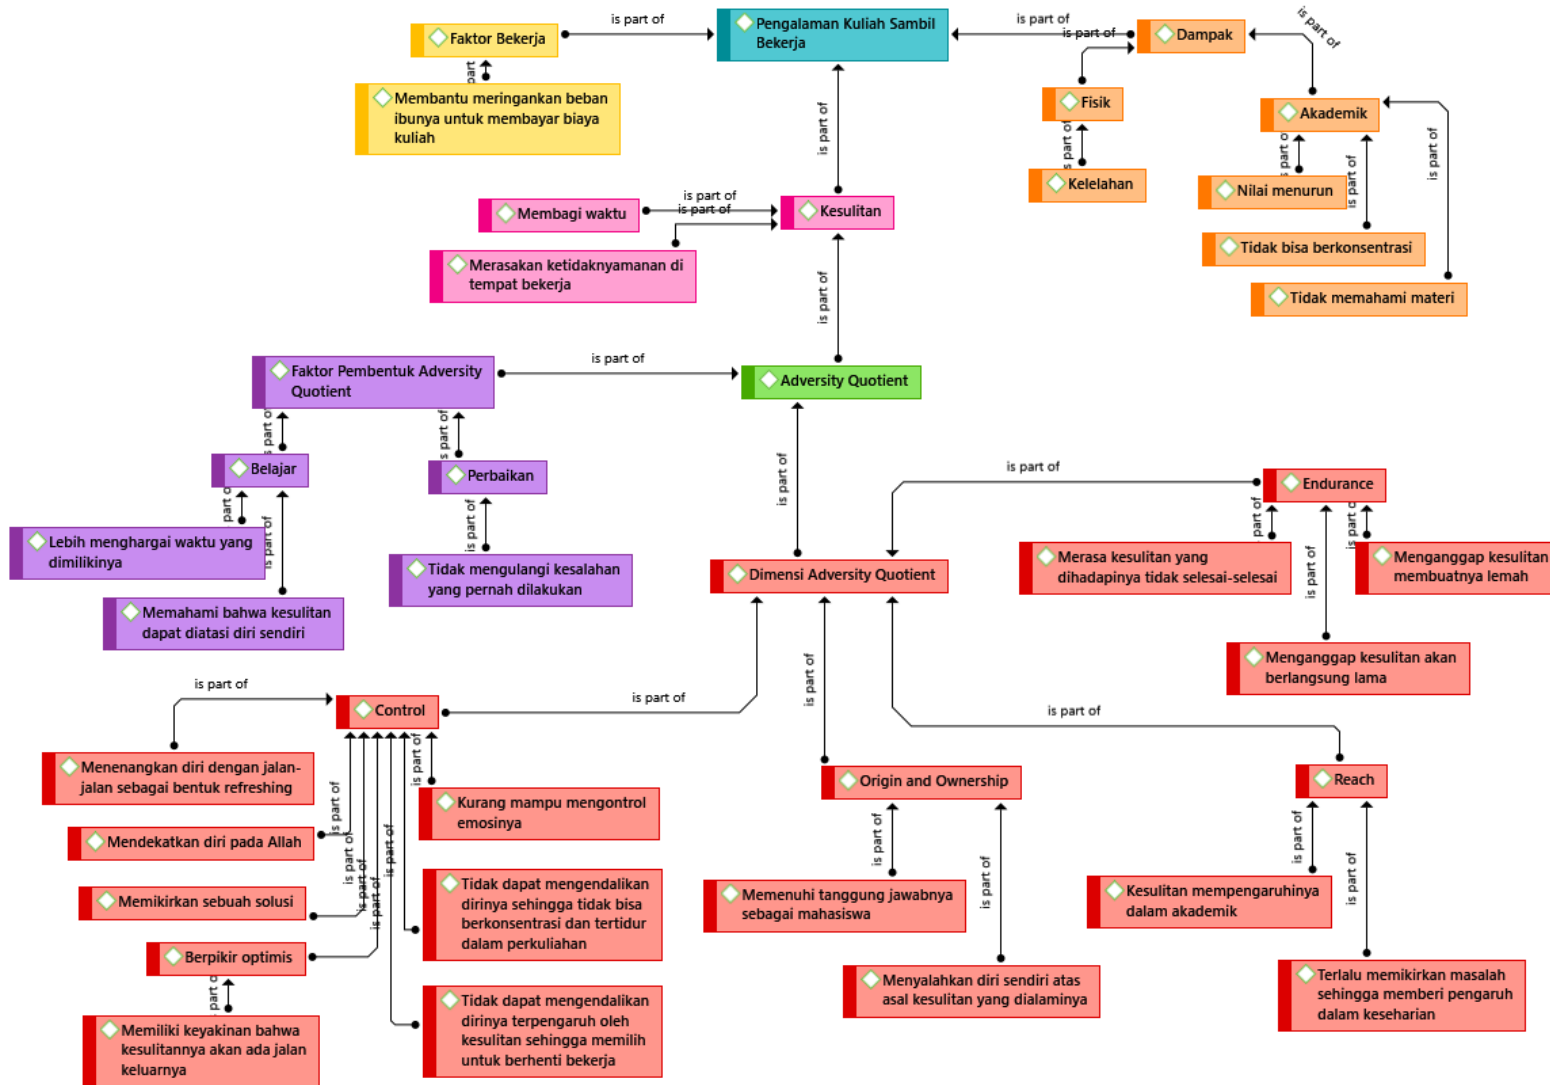 is part of
Pengalaman Kuliah Sambil
Bekerja
is part of
is part of
is part of
Faktor Bekerja
Dampak
part
Membantu meringankan beban
ibunya untuk membayar biaya
kuliah
Fisik
Akademik
is part of
s part of
s part o
is part of
is part of
Kelelahan
Nilai menurun
Tidak bisa berkonsentrasi
Tidak memahami materi
is part of
is part of
Membagi waktu
Kesulitan
Merasakan ketidaknyamanan di
tempat bekerja
is part of
Faktor Pembentuk Adversity
Quotient
is part of
Adversity Quotient
s part of
s part of
Belajar
Perbaikan
is part of
is part of
Endurance
s part o
is part of
is part of
Lebih menghargai waktu yang
dimilikinya
Tidak mengulangi kesalahan
yang pernah dilakukan
Memahami bahwa kesulitan
dapat diatasi diri sendiri
Dimensi Adversity Quotient
is part of
is part of
is part of
Merasa kesulitan yang
dihadapinya tidak selesai-selesai
Menganggap kesulitan
membuatnya lemah
Menganggap kesulitan akan
berlangsung lama
is part of
Control
is part of
is part of
is part of
Menenangkan diri dengan jalan-
jalan sebagai bentuk refreshing
is part of
Kurang mampu mengontrol
emosinya
Origin and Ownership
Reach
Mendekatkan diri pada Allah
is part of
is part of
is part of
is part of
is part of
Memikirkan sebuah solusi
Tidak dapat mengendalikan
dirinya sehingga tidak bisa
berkonsentrasi dan tertidur
dalam perkuliahan
is part of
is part of
is part of
is part of
Memenuhi tanggung jawabnya
sebagai mahasiswa
Kesulitan mempengaruhinya
dalam akademik
Berpikir optimis
s part o
Memiliki keyakinan bahwa
kesulitannya akan ada jalan
keluarnya
Tidak dapat mengendalikan
dirinya terpengaruh oleh
kesulitan sehingga memilih
untuk berhenti bekerja
Menyalahkan diri sendiri atas
asal kesulitan yang dialaminya
Terlalu memikirkan masalah
sehingga memberi pengaruh
dalam keseharian